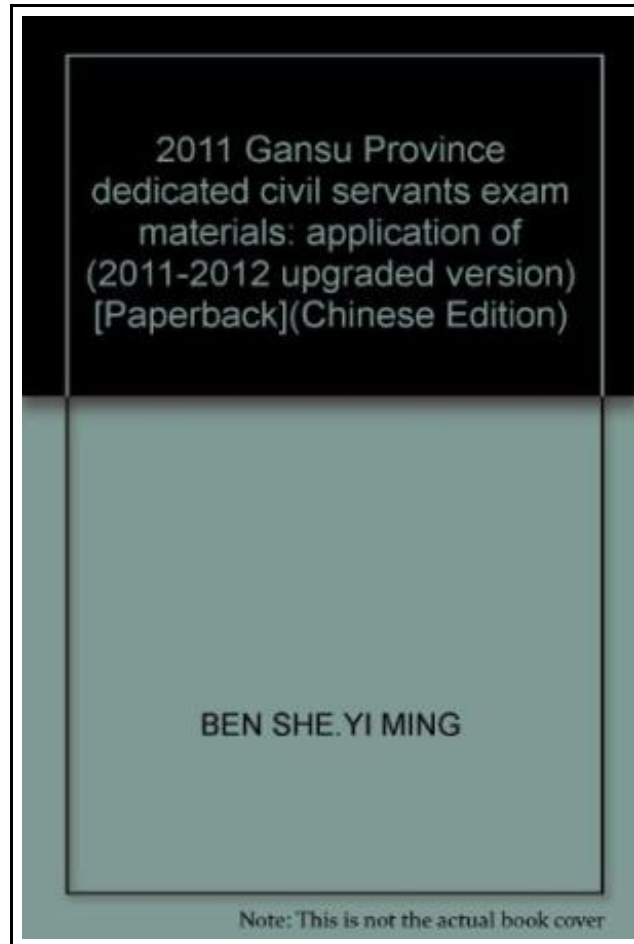 2011 Gansu Province
dedicated civil servants exam
materials: application of
(2011-2012 upgraded version)
[Paperback](Chinese Edition)
BEN SHE.YI MING
Note: This is not the actual book cover